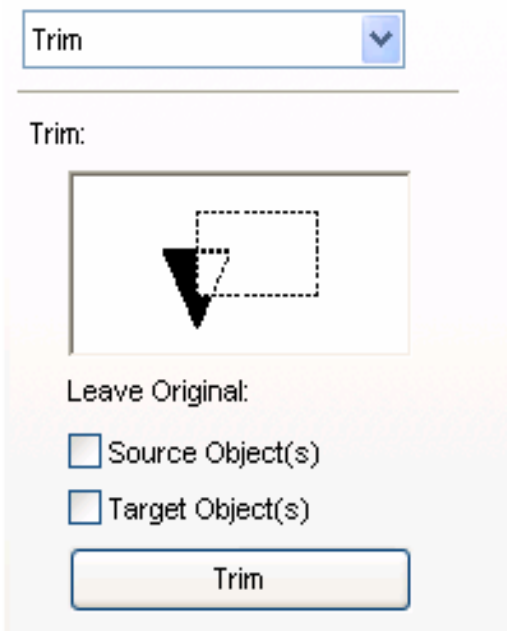 Trim
Trim:
Leave Original:
Source Object(s)
Target Object(s)
Trim